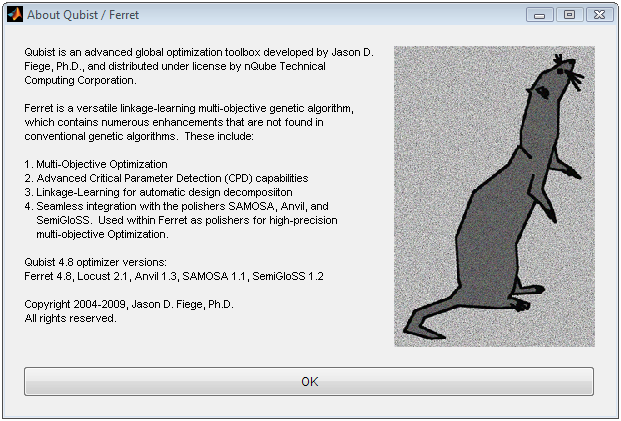 About Qubist / Ferret
Qubist is an advanced global optimization toolbox developed by Jason D.
Fiege, Ph.D., and distributed under license by nQube Technical
Computing Corporation.
Ferret is a versatile linkage-learning multi-objective genetic algorithm,
which contains numerous enhancements that are not found in
conventional genetic algorithms.  These include:
1. Multi-Objective Optimization
2. Advanced Critical Parameter Detection (CPD) capabilities
3. Linkage-Learning for automatic design decomposiiton
4. Seamless integration with the polishers SAMOSA, Anvil, and
SemiGloSS.  Used within Ferret as polishers for high-precision
multi-objective Optimization.
Qubist 4.8 optimizer versions:
Ferret 4.8, Locust 2.1, Anvil 1.3, SAMOSA 1.1, SemiGloSS 1.2
Copyright 2004-2009, Jason D. Fiege, Ph.D.
All rights reserved.
OK